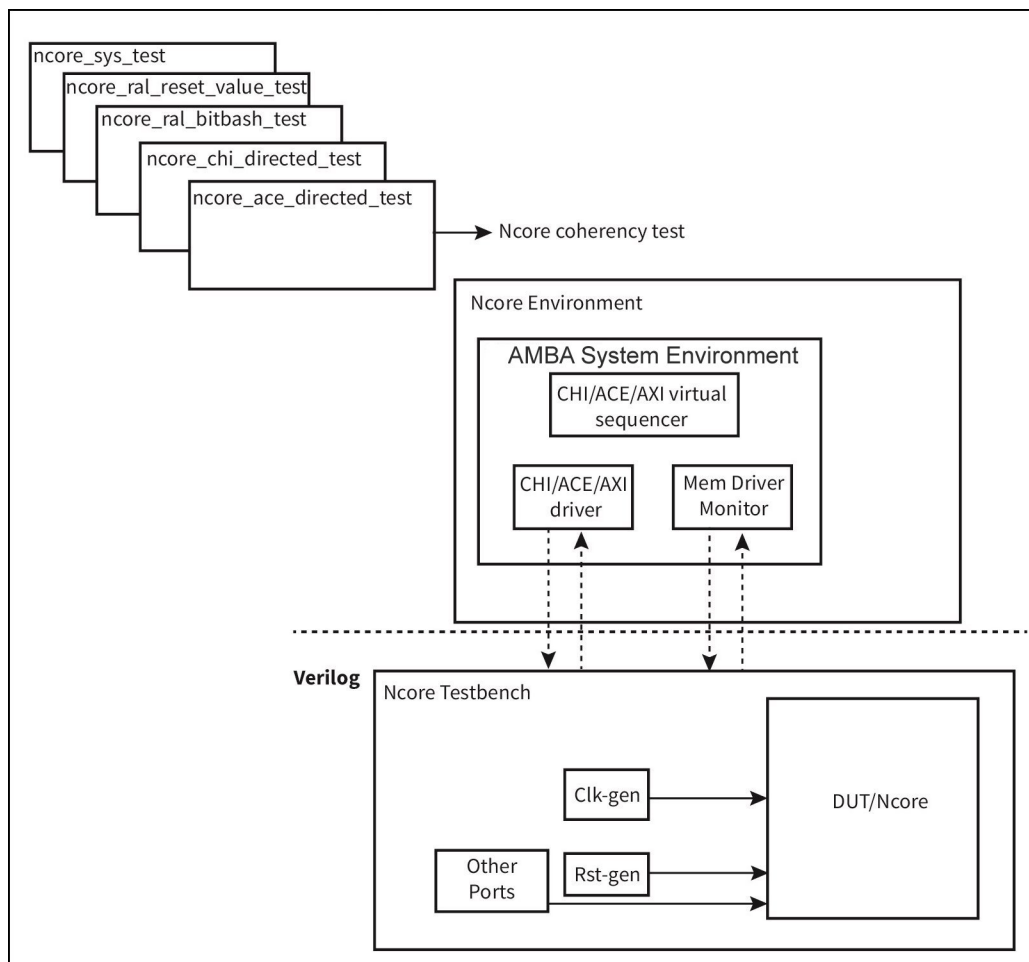 ncore_sys_test
ncore_ral_reset_value_test
ncore_ral_bitbash_test
ncore_chi_directed_test
ncore_ace_directed_test
Ncore coherency test
Ncore Environment
AMBA System Environment
CHI/ACE/AXI virtual
sequencer
CHI/ACE/AXI
driver
Mem Driver
Monitor
Verilog
Ncore Testbench
Clk-gen
DUT/Ncore
Other
Ports
Rst-gen